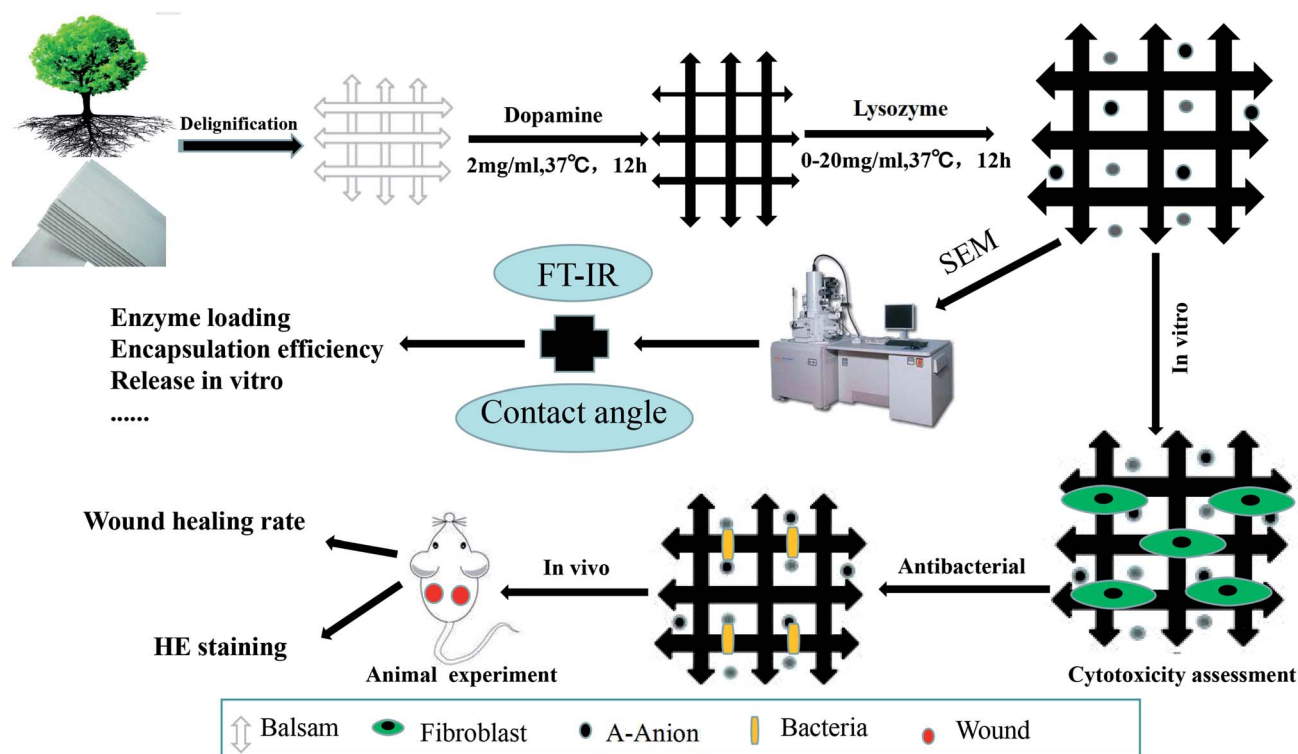 Delignification
Dopamine
2mg/ml,37℃, 12h
Lysozyme
0-20mg/ml,37℃, 12h
SEM
In vitro
FT-IR
Contact angle
Enzyme loading
Encapsulation efficiency
Release in vitro
......
Cytotoxicity assessment
Antibacterial
In vivo
Animal experiment
Wound healing rate
HE staining
Balsam
Fibroblast
A-Anion
Bacteria
Wound